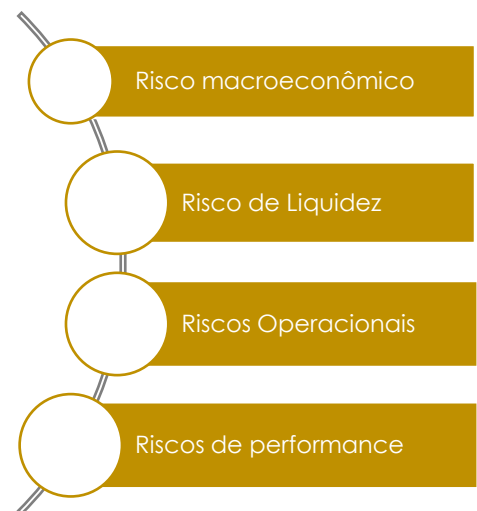 Risco macroeconômico
Risco de Liquidez
Riscos Operacionais
Riscos de performance